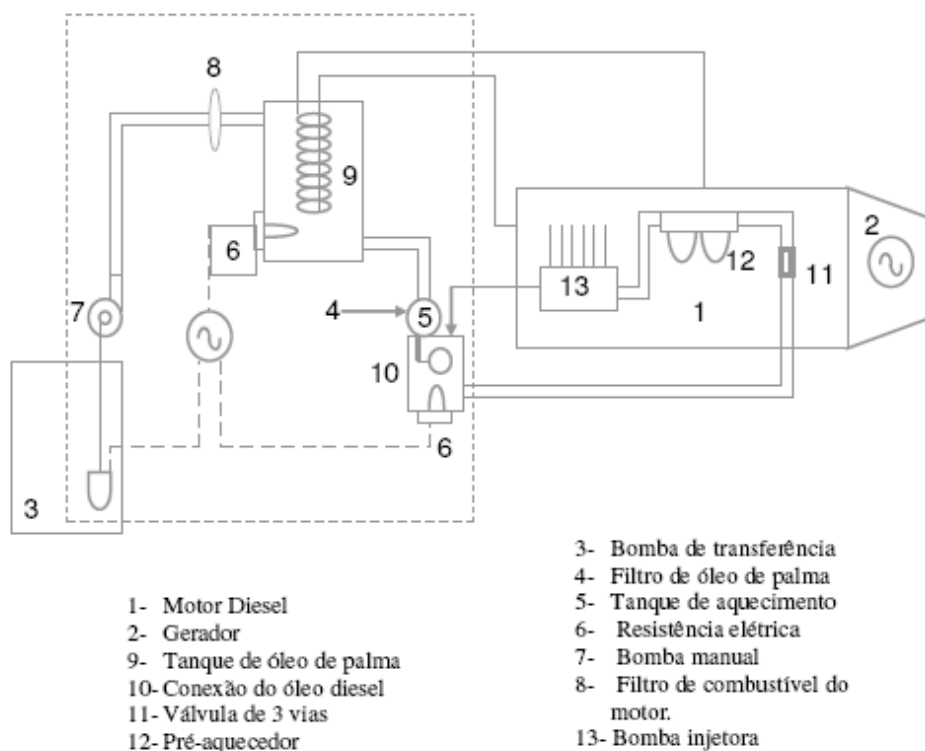 8
9
6
2
12
11
13
1
7
4
5
10
6
3
1- Motor Diesel
2- Gerador
9- Tanque de óleo de palma
10- Conexão do óleo diesel
11- Válvula de 3 vias
12- Pré-aquecedor
3- Bomba de transferência
4- Filtro de óleo de palma
5- Tanque de aquecimento
6- Resistência elétrica
7- Bomba manual
8- Filtro de combustível do
motor.
13- Bomba injetora